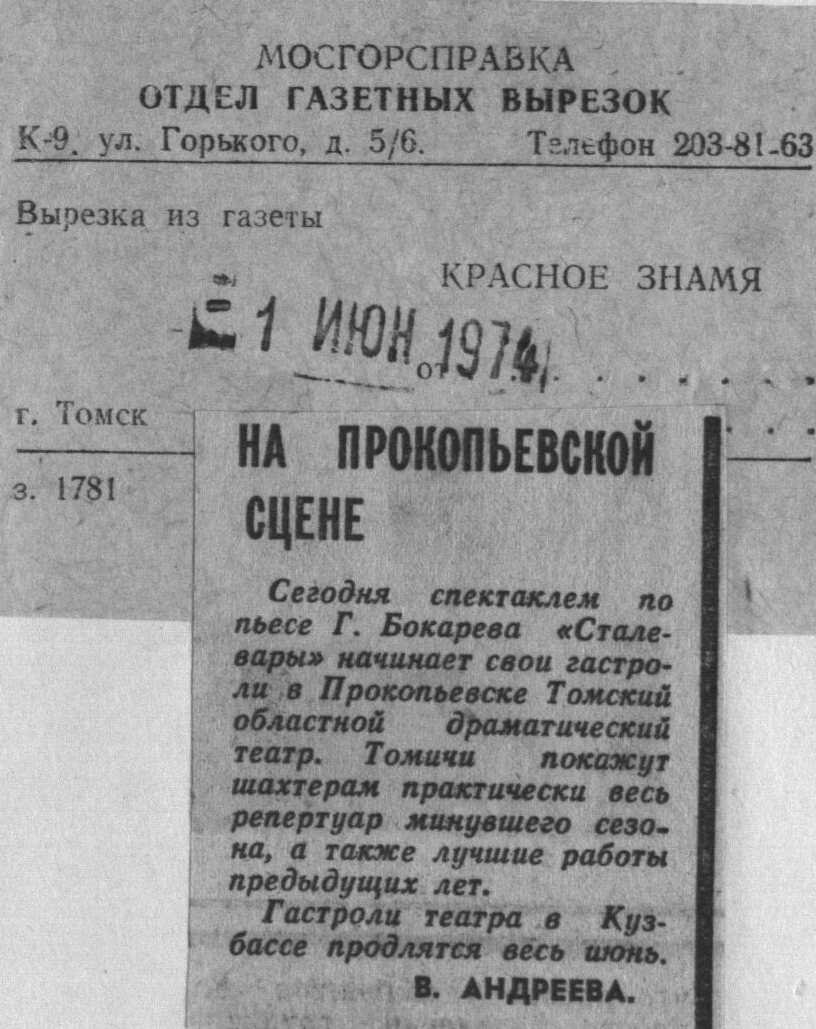 МОСГОРСПРАВКА
ОТДЕЛ ГАЗЕТНЫХ ВЫРЕЗОК
К-9, ул. Горького, д. 5/6. Телефон 203-81-63
Вырезка из газеты
КРАСНОЕ ЗНАМЯ
1 ИЮН 1974
от . . . . . . .
г. Томск
з. 1781
НА ПРОКОПЬЕВСКОЙ
СЦЕНЕ
Сегодня спектаклем по
пьесе Г. Бокарева «Стале-
вары» начинает свои гастро-
ли в Прокопьевске Томский
областной драматический
театр. Томичи покажут
шахтерам практически весь
репертуар минувшего сезо-
на, а также лучшие работы
предыдущих лет.
Гастроли театра в Куз-
бассе продлятся весь июнь.
В. АНДРЕЕВА.